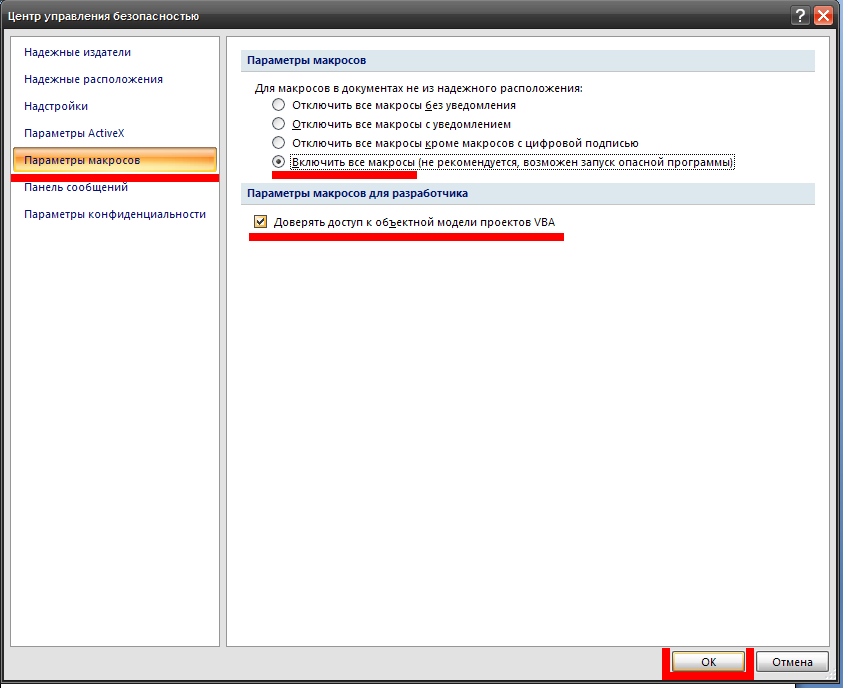 Центр управления безопасностью
Надежные издатели
Надежные расположения
Надстройки
Параметры ActiveX
Параметры макросов
Панель сообщений
Параметры конфиденциальности
Параметры макросов
Для макросов в документах не из надежного расположения:
Отключить все макросы без уведомления
Отключить все макросы с уведомлением
Отключить все макросы кроме макросов с цифровой подписью
Включить все макросы (не рекомендуется, возможен запуск опасной программы)
Параметры макросов для разработчика
Доверять доступ к объектной модели проектов VBA
ОК
Отмена